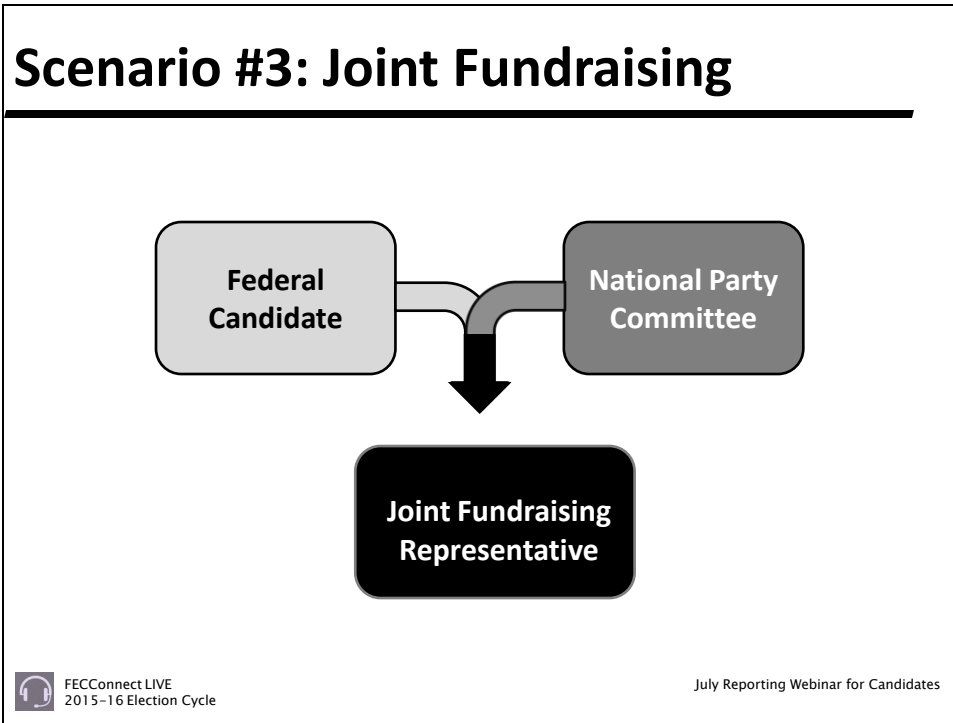 Scenario #3: Joint Fundraising
Federal
Candidate
National Party
Committee
Joint Fundraising
Representative
FECConnect LIVE
2015-16 Election Cycle
July Reporting Webinar for Candidates